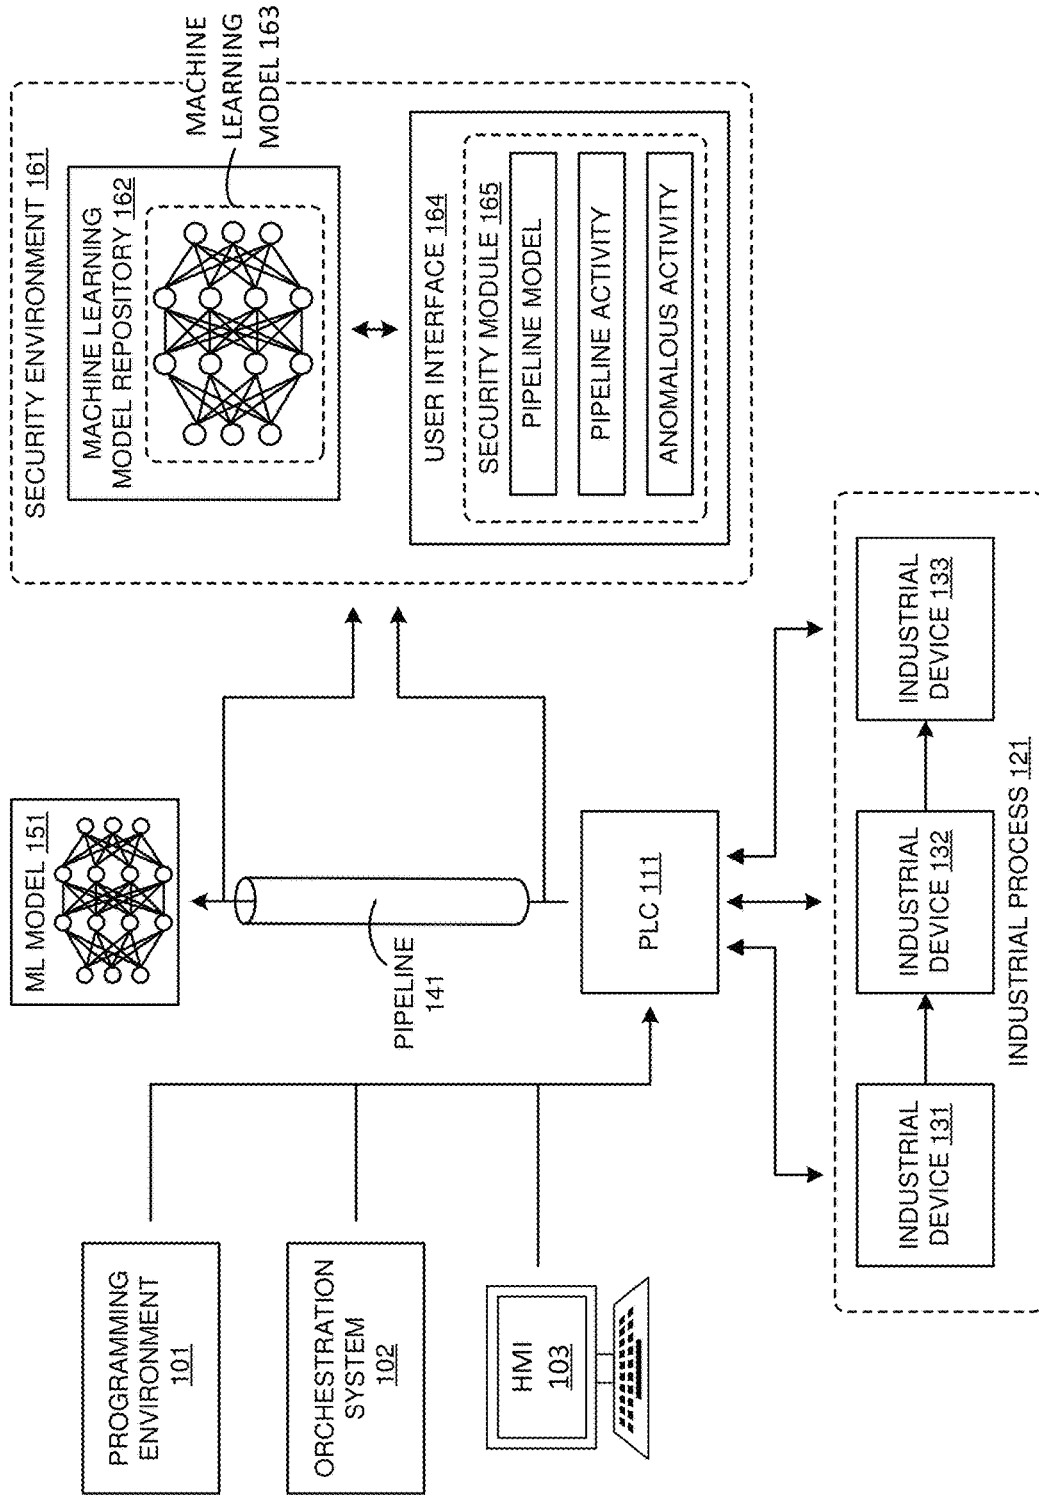 PROGRAMMING
ENVIRONMENT
101
ORCHESTRATION
SYSTEM
102
HMI
103
ML MODEL 151
PIPELINE
141
PLC 111
SECURITY ENVIRONMENT 161
MACHINE LEARNING
MODEL REPOSITORY 162
MACHINE
LEARNING
MODEL 163
USER INTERFACE 164
SECURITY MODULE 165
PIPELINE MODEL
PIPELINE ACTIVITY
ANOMALOUS ACTIVITY
INDUSTRIAL
DEVICE 131
INDUSTRIAL
DEVICE 132
INDUSTRIAL
DEVICE 133
INDUSTRIAL PROCESS 121